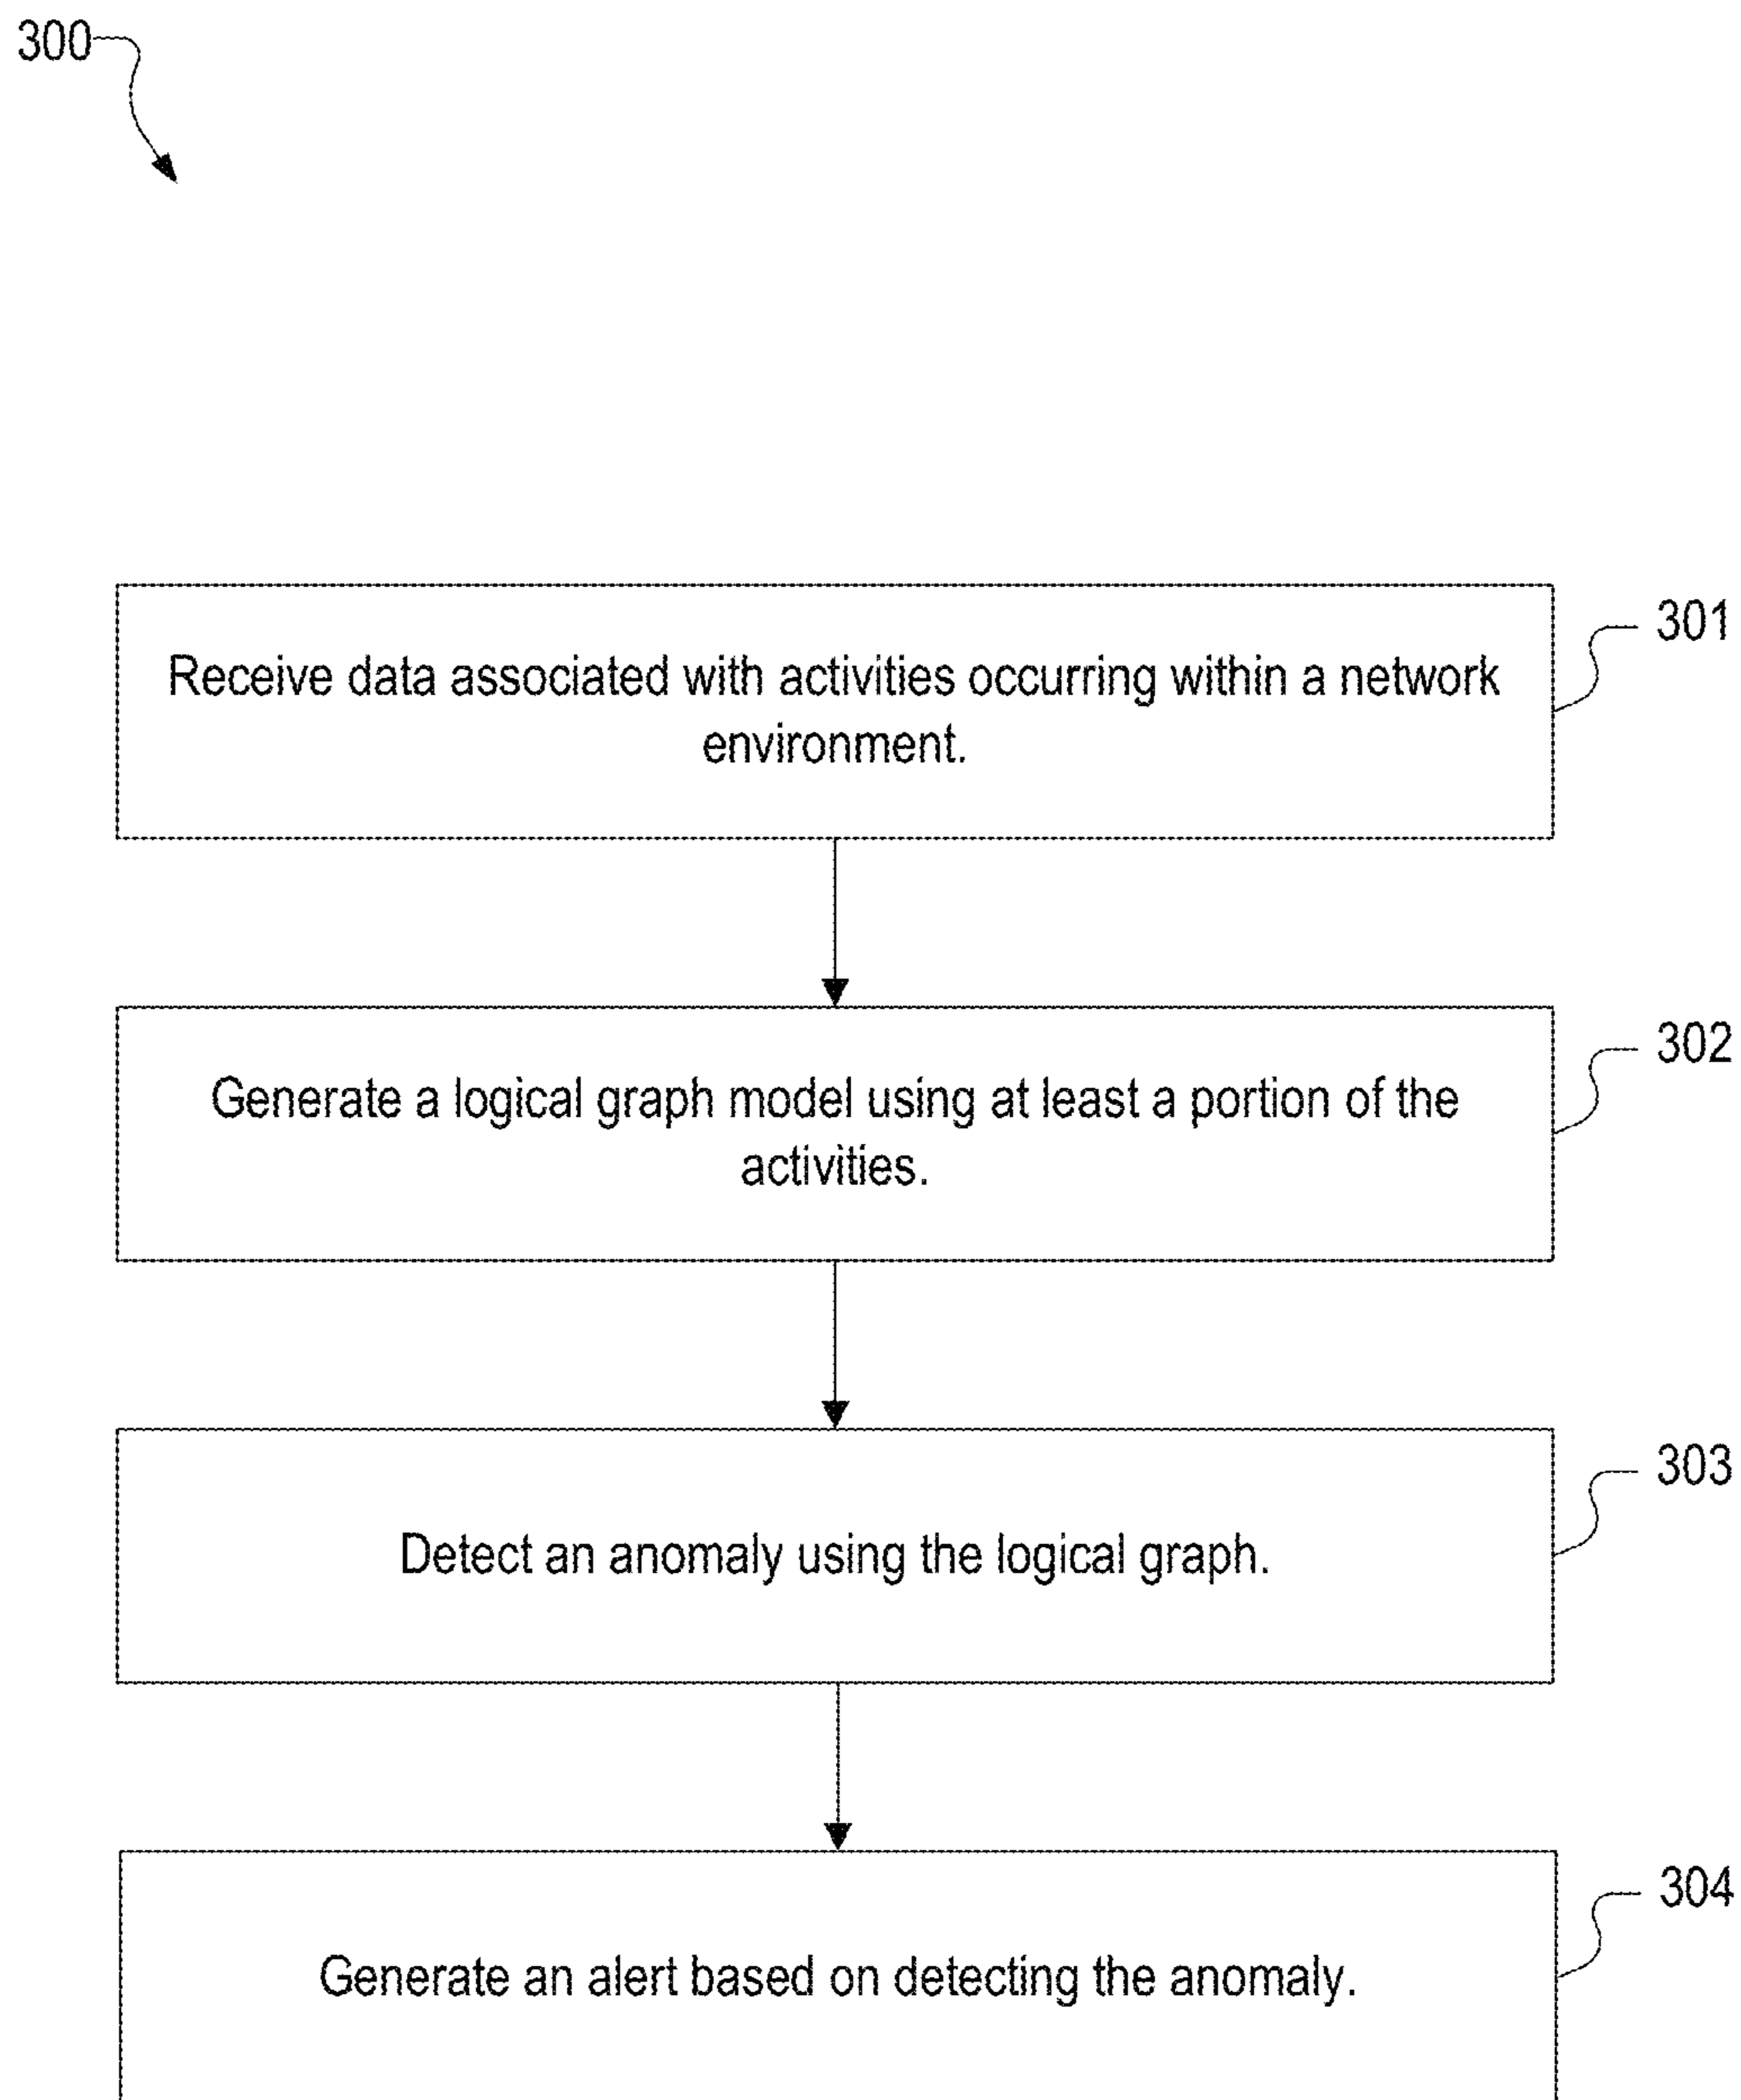 300
301
Receive data associated with activities occurring within a network
environment.
302
Generate a logical graph model using at least a portion of the
activities.
303
Detect an anomaly using the logical graph.
304
Generate an alert based on detecting the anomaly.